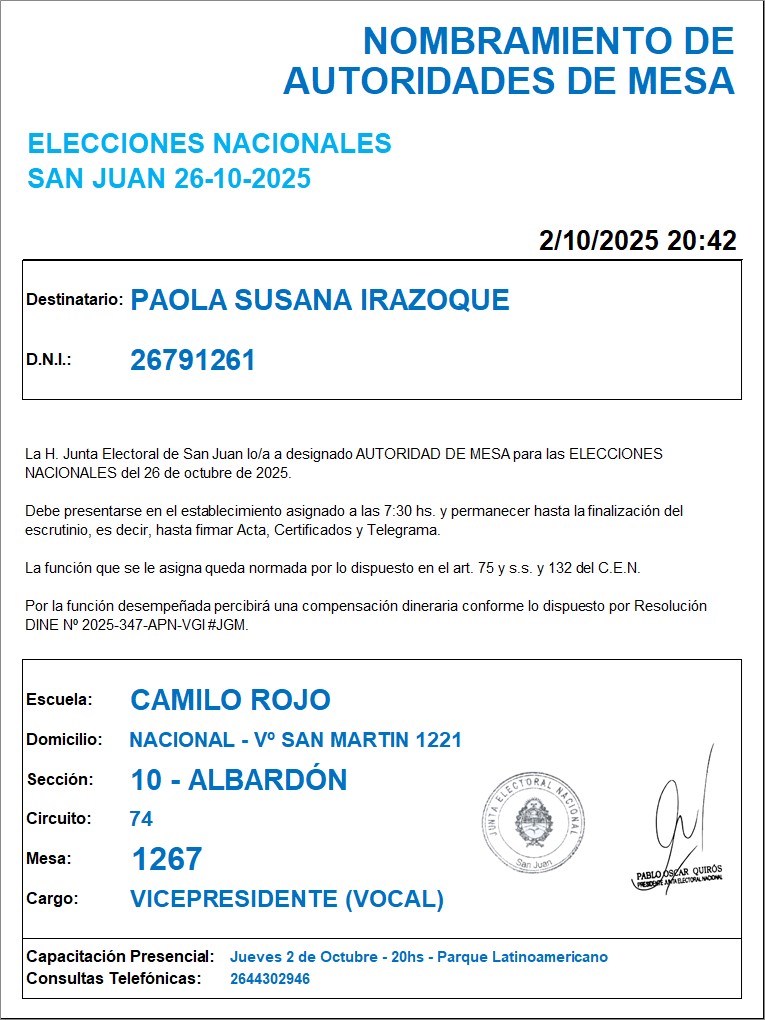 NOMBRAMIENTO DE
AUTORIDADES DE MESA
ELECCIONES NACIONALES
SAN JUAN 26-10-2025
2/10/2025 20:42
Destinatario: PAOLA SUSANA IRAZOQUE
D.N.I.: 26791261
La H. Junta Electoral de San Juan lo/a a designado AUTORIDAD DE MESA para las ELECCIONES
NACIONALES del 26 de octubre de 2025.
Debe presentarse en el establecimiento asignado a las 7:30 hs. y permanecer hasta la finalización del
escrutinio, es decir, hasta firmar Acta, Certificados y Telegrama.
La función que se le asigna queda normada por lo dispuesto en el art. 75 y s.s. y 132 del C.E.N.
Por la función desempeñada percibirá una compensación dineraria conforme lo dispuesto por Resolución
DINE Nº 2025-347-APN-VGI#JGM.
Escuela: CAMILO ROJO
Domicilio: NACIONAL - Vº SAN MARTIN 1221
Sección: 10 - ALBARDÓN
Circuito: 74
Mesa: 1267
Cargo: VICEPRESIDENTE (VOCAL)
JUNTA ELECTORAL NACIONAL
San Juan
PABLO OSCAR QUIRÓS
PRESIDENTE JUNTA ELECTORAL NACIONAL
Capacitación Presencial: Jueves 2 de Octubre - 20hs - Parque Latinoamericano
Consultas Telefónicas: 2644302946